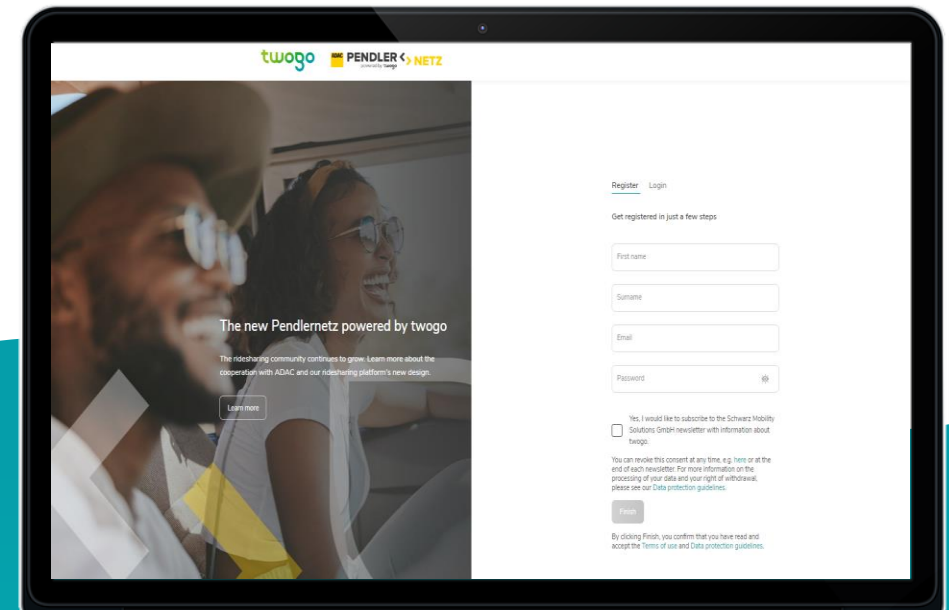 twogo
ADAC PENDLER NETZ
powered by twogo
The new Pendlernetz powered by twogo
The ridesharing community continues to grow. Learn more about the
cooperation with ADAC and our ridesharing platform's new design.
Learn more
Register Login
Get registered in just a few steps
First name
Surname
Email
Password
Yes, I would like to subscribe to the Schwarz Mobility
Solutions GmbH newsletter with information about
twogo.
You can revoke this consent at any time, e.g. here or at the
end of each newsletter. For more information on the
processing of your data and your right of withdrawal,
please see our Data protection guidelines.
Finish
By clicking Finish, you confirm that you have read and
accept the Terms of use and Data protection guidelines.